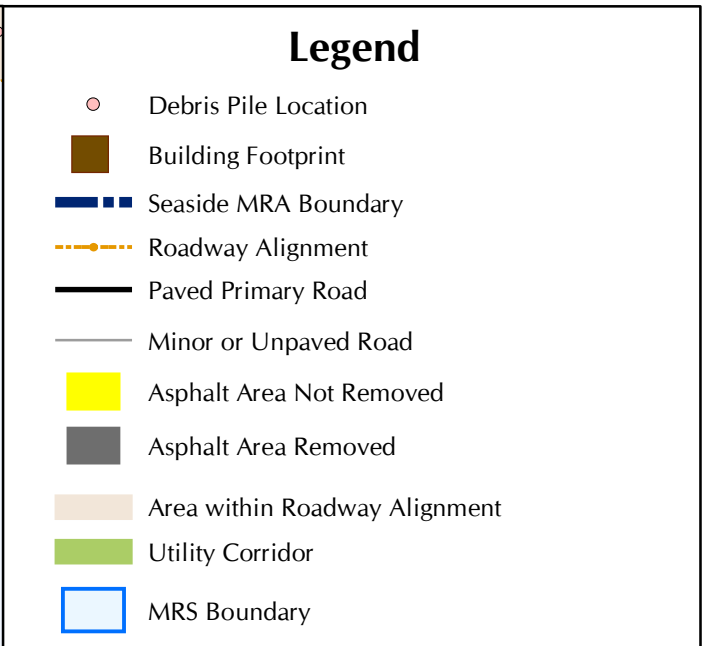 Legend
Debris Pile Location
Building Footprint
Seaside MRA Boundary
Roadway Alignment
Paved Primary Road
Minor or Unpaved Road
Asphalt Area Not Removed
Asphalt Area Removed
Area within Roadway Alignment
Utility Corridor
MRS Boundary